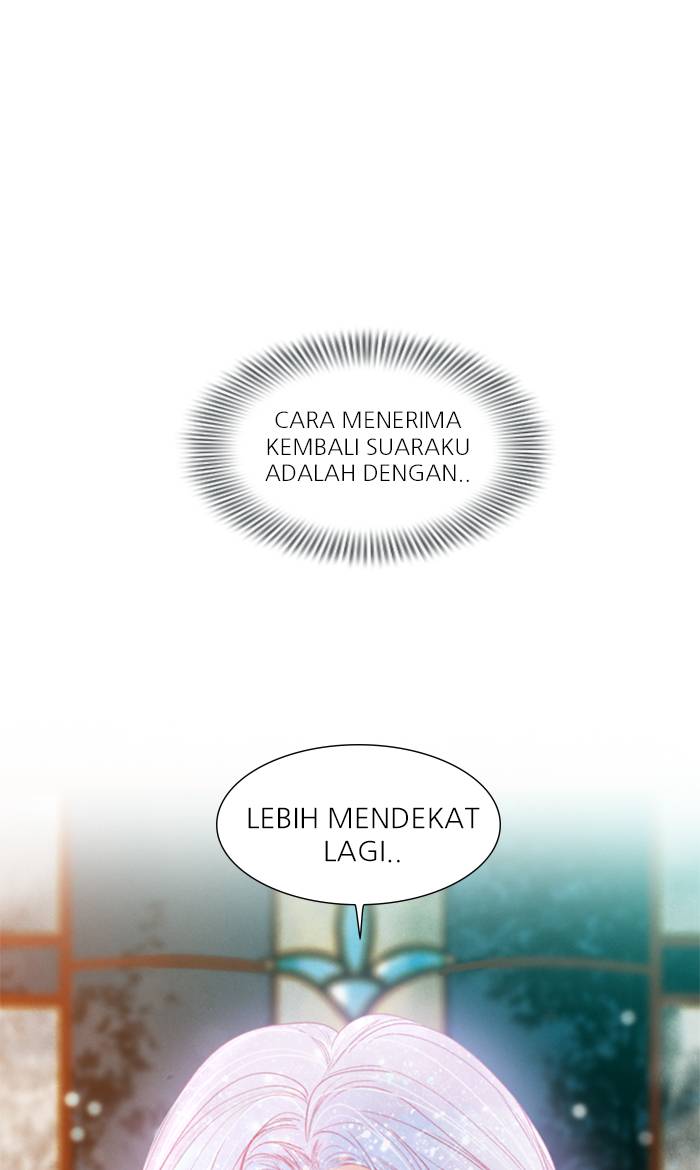 CARA MENERIMA
KEMBALI SUARAKU
ADALAH DENGAN..
LEBIH MENDEKAT
LAGI..